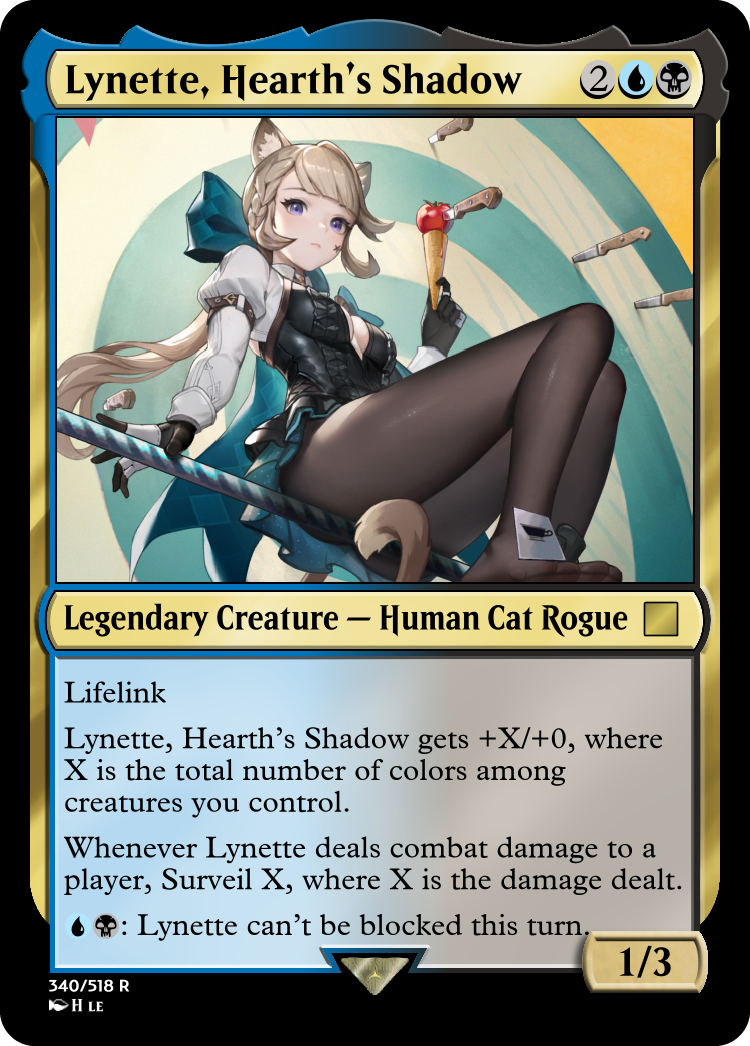 Lynette, Hearth's Shadow 2
Legendary Creature — Human Cat Rogue
Lifelink
Lynette, Hearth's Shadow gets +X/+0, where
X is the total number of colors among
creatures you control.
Whenever Lynette deals combat damage to a
player, Surveil X, where X is the damage dealt.
: Lynette can't be blocked this turn.
1/3
340/518 R
H LE